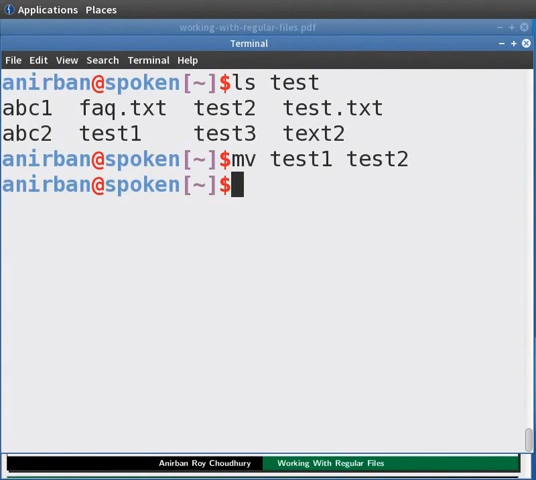 Applications Places
working-with-regular-files.pdf
Terminal
File Edit View Search Terminal Help
anirban@spoken[~]$ls test
abc1 faq.txt test2 test.txt
abc2 test1 test3 text2
anirban@spoken[~]$mv test1 test2
anirban@spoken[~]$
Anirban Roy Choudhury Working With Regular Files